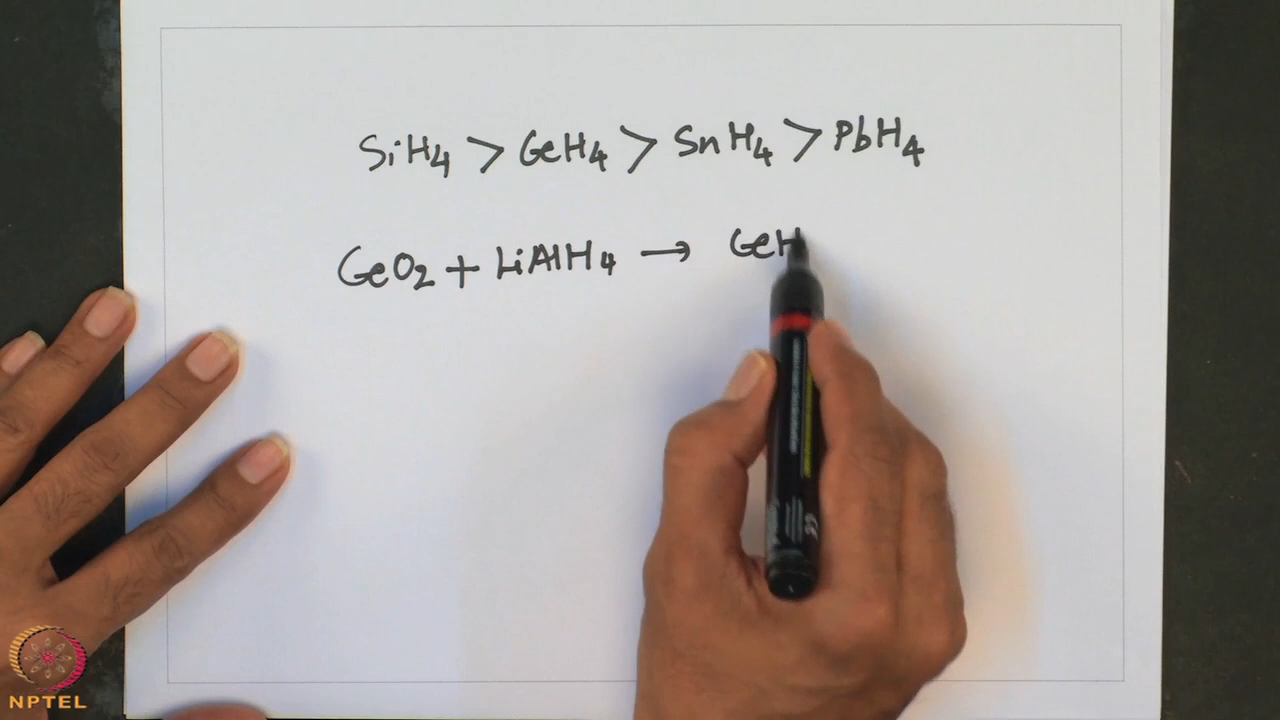 SiH4 > GeH4 > SnH4 > PbH4
GeO2 + LiAlH4 → GeH
NPTEL